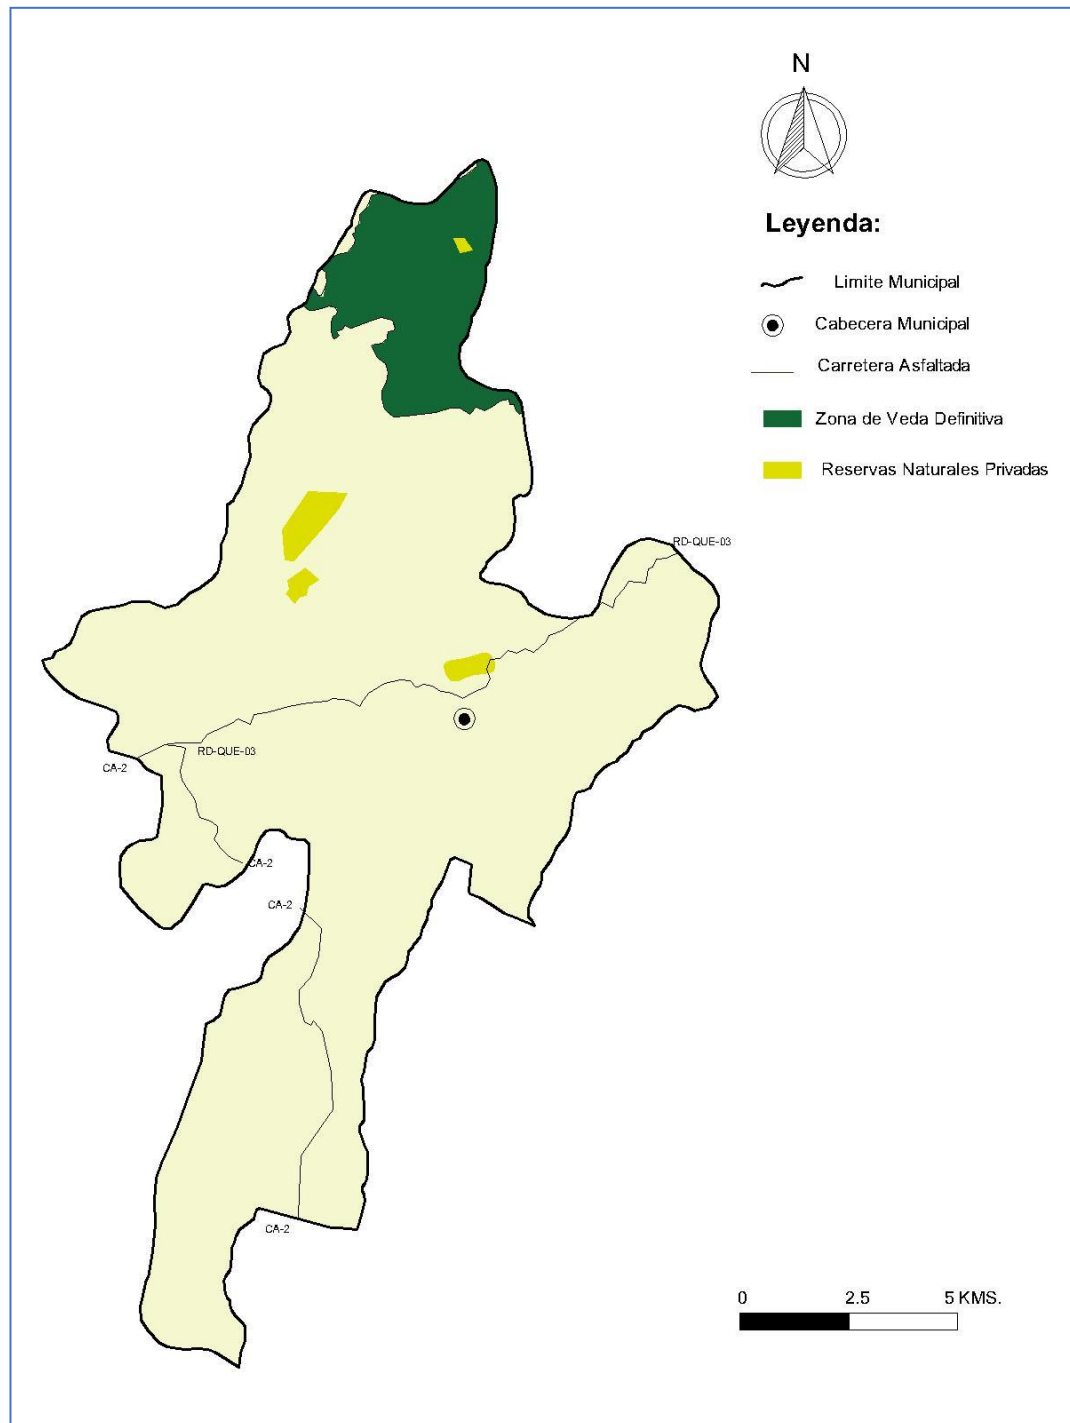 N
Leyenda:
Limite Municipal
Cabecera Municipal
Carretera Asfaltada
Zona de Veda Definitiva
Reservas Naturales Privadas
RD-QUE-03
RD-QUE-03
CA-2
CA-2
CA-2
CA-2
0 2.5 5 KMS.